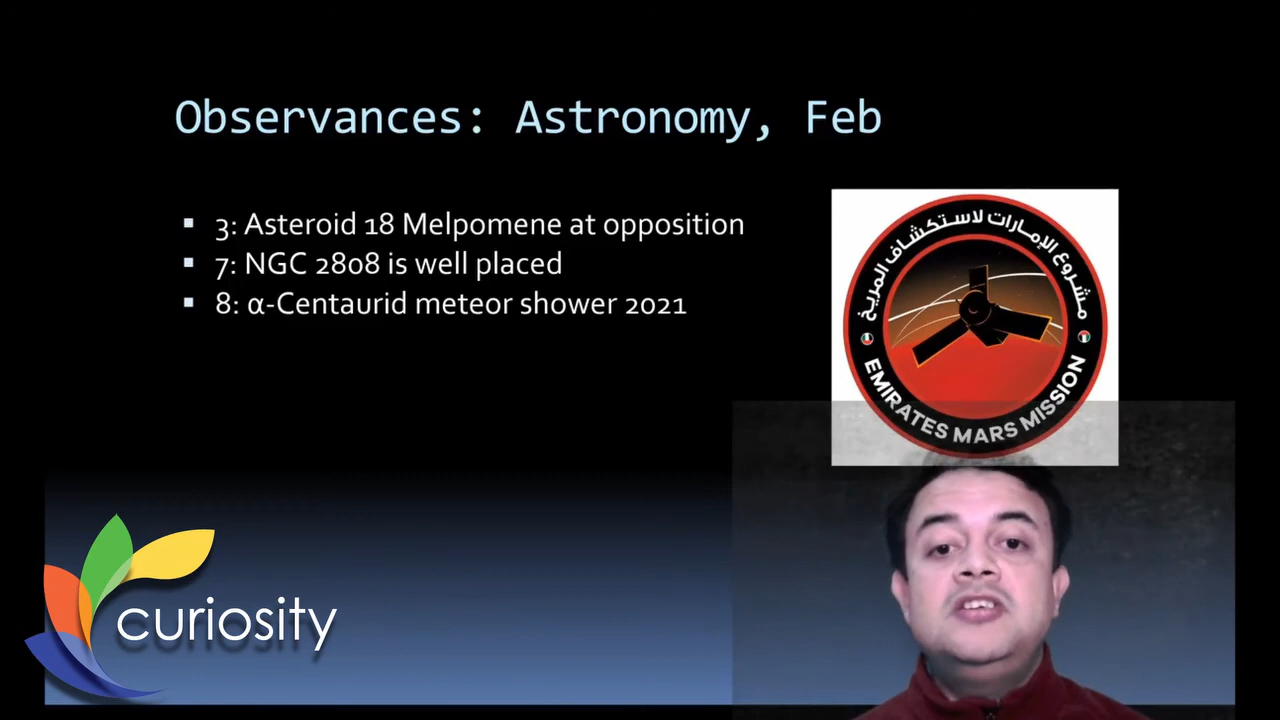 Observances: Astronomy, Feb
3: Asteroid 18 Melpomene at opposition
7: NGC 2808 is well placed
8: α-Centaurid meteor shower 2021
مشروع الإمارات لاستكشاف المريخ
EMIRATES MARS MISSION
curiosity